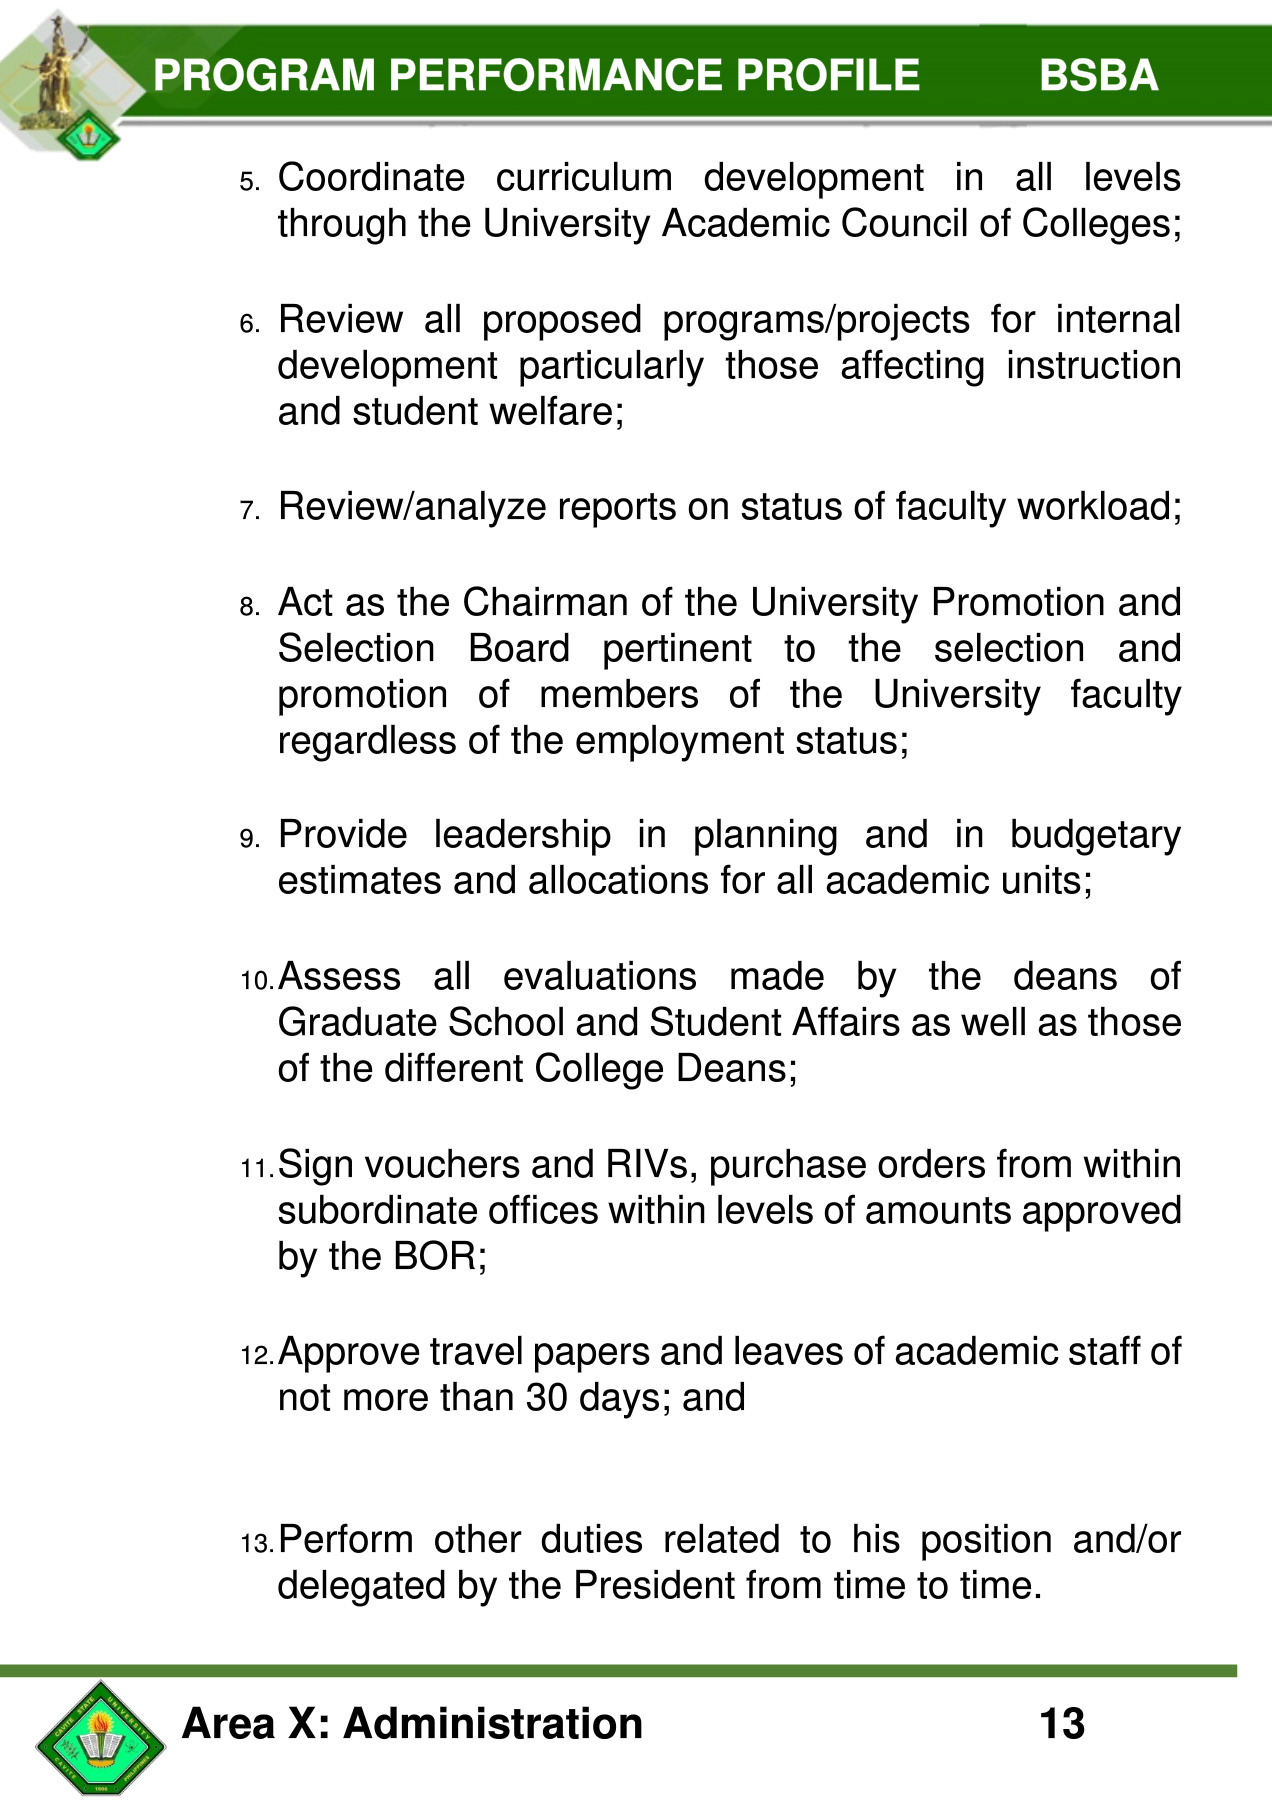 PROGRAM PERFORMANCE PROFILE BSBA
5. Coordinate curriculum development in all levels
through the University Academic Council of Colleges;
6. Review all proposed programs/projects for internal
development particularly those affecting instruction
and student welfare;
7. Review/analyze reports on status of faculty workload;
8. Act as the Chairman of the University Promotion and
Selection Board pertinent to the selection and
promotion of members of the University faculty
regardless of the employment status;
9. Provide leadership in planning and in budgetary
estimates and allocations for all academic units;
10. Assess all evaluations made by the deans of
Graduate School and Student Affairs as well as those
of the different College Deans;
11. Sign vouchers and RIVs, purchase orders from within
subordinate offices within levels of amounts approved
by the BOR;
12. Approve travel papers and leaves of academic staff of
not more than 30 days; and
13. Perform other duties related to his position and/or
delegated by the President from time to time.
CAVITE STATE UNIVERSITY
CAVITE PHILIPPINES
1906
Area X: Administration 13